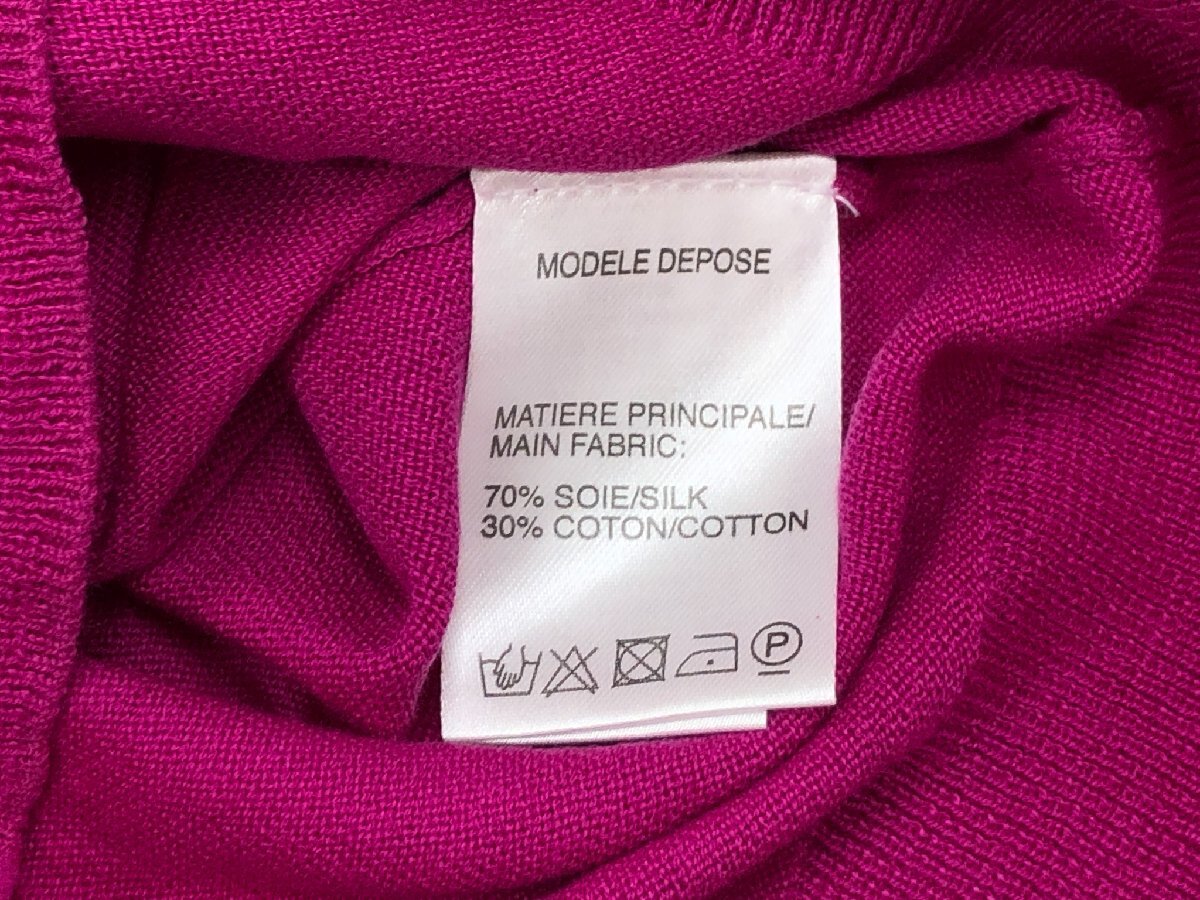 MODELE DEPOSE
MATIERE PRINCIPALE/
MAIN FABRIC:
70% SOIE/SILK
30% COTON/COTTON
P